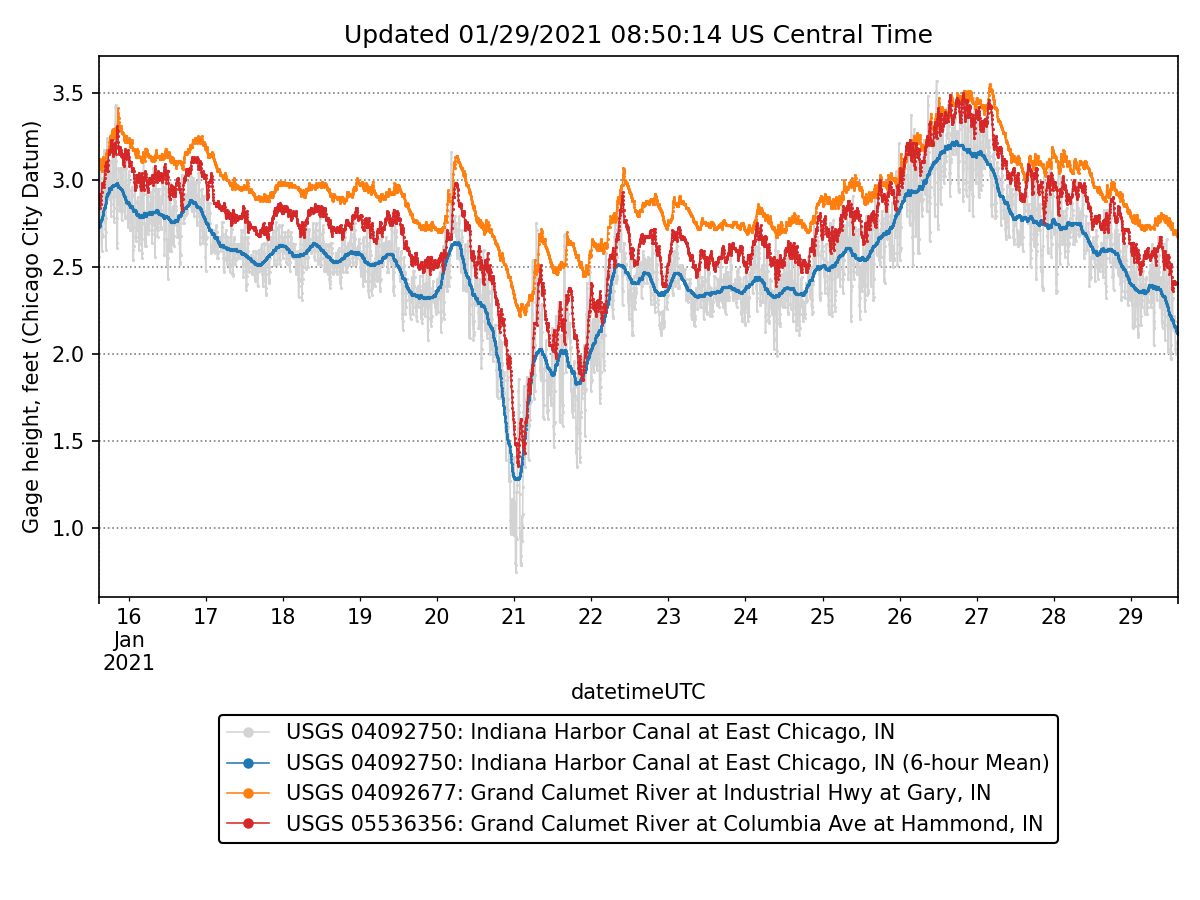 Updated 01/29/2021 08:50:14 US Central Time
Gage height, feet (Chicago City Datum)
3.5
3.0
2.5
2.0
1.5
1.0
16 17 18 19 20 21 22 23 24 25 26 27 28 29
Jan
2021
datetimeUTC
USGS 04092750: Indiana Harbor Canal at East Chicago, IN
USGS 04092750: Indiana Harbor Canal at East Chicago, IN (6-hour Mean)
USGS 04092677: Grand Calumet River at Industrial Hwy at Gary, IN
USGS 05536356: Grand Calumet River at Columbia Ave at Hammond, IN